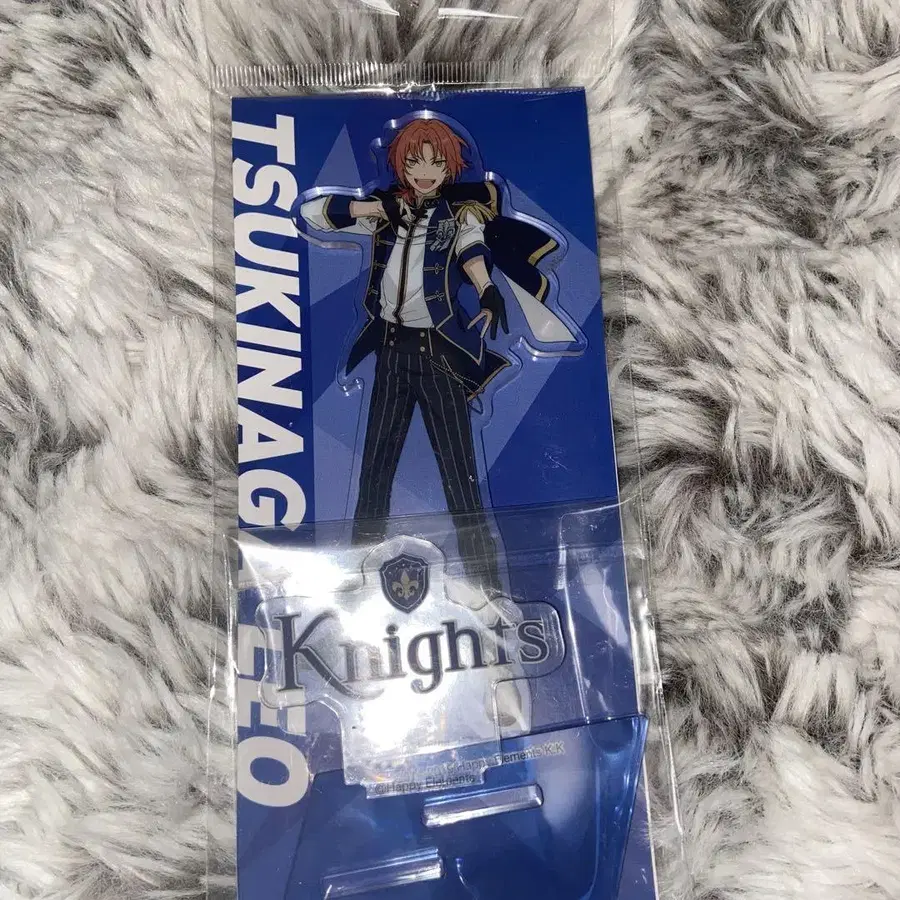 TSUKINAGA LEO
Knights
Happy Elements K.K
©Happy Elements